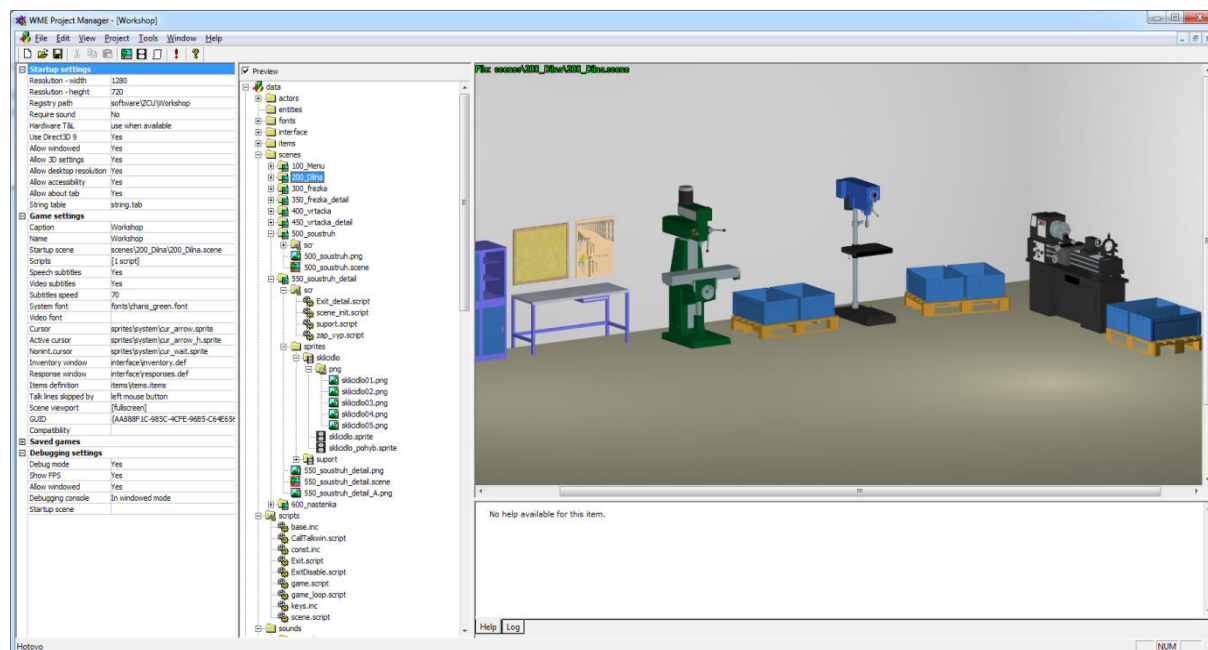 WME Project Manager - [Workshop]
File Edit View Project Tools Window Help
Startup settings
Resolution - width 1280
Resolution - height 720
Registry path software\ZCU\Workshop
Require sound No
Hardware T&L use when available
Use Direct3D 9 Yes
Allow windowed Yes
Allow 3D settings Yes
Allow desktop resolution Yes
Allow accessibility Yes
Allow about tab Yes
String table string.tab
Game settings
Caption Workshop
Name Workshop
Startup scene scenes\200_Dilna\200_Dilna.scene
Scripts [1 script]
Speech subtitles Yes
Video subtitles Yes
Subtitles speed 70
System font fonts\charis_green.font
Video font
Cursor sprites\system\cur_arrow.sprite
Active cursor sprites\system\cur_arrow_h.sprite
Nonint.cursor sprites\system\cur_wait.sprite
Inventory window interface\inventory.def
Response window interface\responses.def
Items definition items\items.items
Talk lines skipped by left mouse button
Scene viewport [fullscreen]
GUID {AA888F1C-985C-4CFE-96B5-C64E656
Compatibility
Saved games
Debugging settings
Debug mode Yes
Show FPS Yes
Allow windowed Yes
Debugging console In windowed mode
Startup scene
Preview
data
actors
entities
fonts
interface
items
scenes
100_Menu
200_Dilna
300_frezka
350_frezka_detail
400_vrtacka
450_vrtacka_detail
500_soustruh
scr
500_soustruh.png
500_soustruh.scene
550_soustruh_detail
scr
Exit_detail.script
scene_init.script
suport.script
zap_vyp.script
sprites
sklicidlo
png
sklicidlo01.png
sklicidlo02.png
sklicidlo03.png
sklicidlo04.png
sklicidlo05.png
sklicidlo.sprite
sklicidlo_pohyb.sprite
suport
550_soustruh_detail.png
550_soustruh_detail.scene
550_soustruh_detail_A.png
600_nastenka
scripts
base.inc
CallTalkwin.script
const.inc
Exit.script
ExitDisable.script
game.script
game_loop.script
keys.inc
scene.script
sounds
File: scenes\200_Dilna\200_Dilna.scene
No help available for this item.
Help Log
Hotovo
NUM